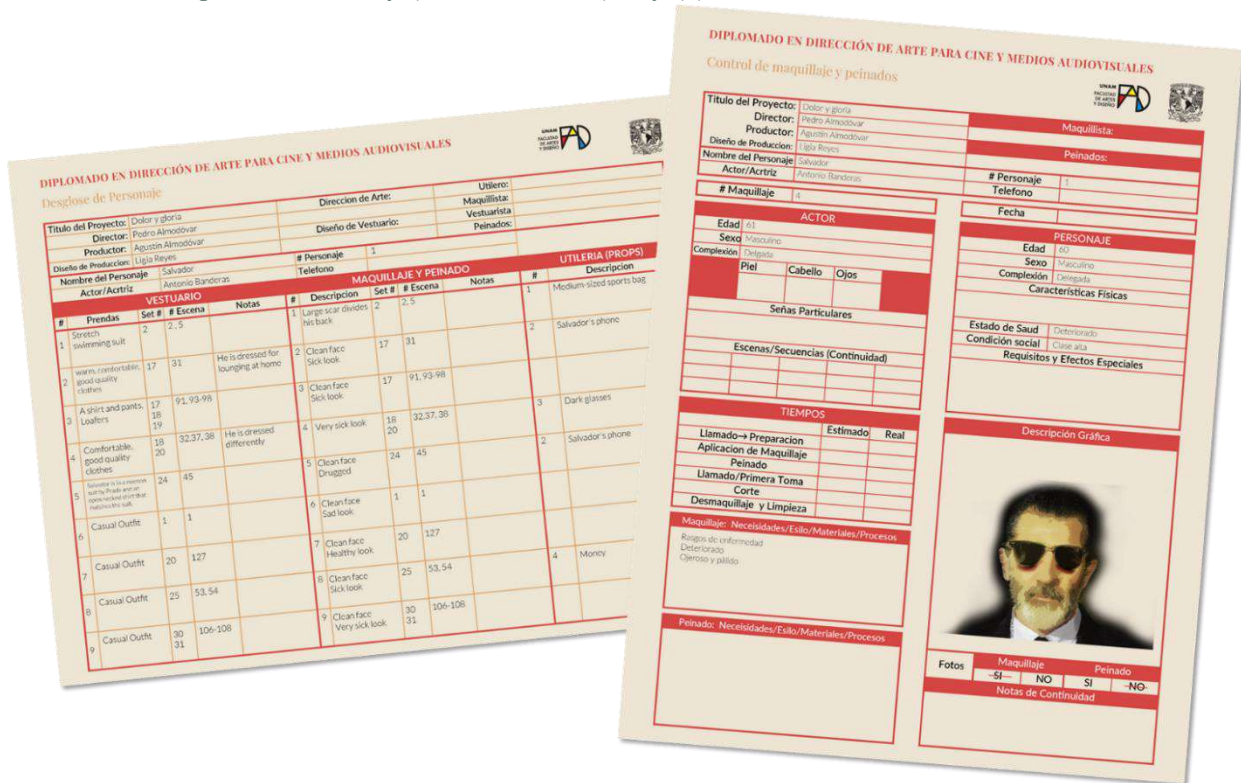 DIPLOMADO EN DIRECCIÓN DE ARTE PARA CINE Y MEDIOS AUDIOVISUALES
Desglose de Personaje
UNAM
FACULTAD
DE ARTES
Y DISEÑO
FAD
Titulo del Proyecto: Dolor y gloria
Director: Pedro Almodóvar
Productor: Agustín Almodóvar
Diseño de Produccion: Ligia Reyes
Direccion de Arte:
Diseño de Vestuario:
Utilero:
Maquillista:
Vestuarista
Peinados:
Nombre del Personaje Salvador
# Personaje 1
Actor/Acrtriz Antonio Banderas
Telefono
VESTUARIO
# Prendas Set # # Escena Notas
1 Stretch swimming suit 2 2, 5
2 warm, comfortable, good quality clothes 17 31 He is dressed for lounging at home
3 A shirt and pants, Loafers 17 18 19 91, 93-98
4 Comfortable, good quality clothes 18 20 32,37, 38 He is dressed differently
5 24 45
6 Casual Outfit 1 1
7 Casual Outfit 20 127
8 Casual Outfit 25 53, 54
9 Casual Outfit 30 31 106-108
MAQUILLAJE Y PEINADO
# Descripcion Set # # Escena Notas
1 Large scar divides his back 2 2, 5
2 Clean face Sick look 17 31
3 Clean face Sick look 17 91, 93-98
4 Very sick look 18 20 32,37, 38
5 Clean face Drugged 24 45
6 Clean face Sad look 1 1
7 Clean face Healthy look 20 127
8 Clean face Sick look 25 53, 54
9 Clean face Very sick look 30 31 106-108
UTILERIA (PROPS)
# Descripcion
1 Medium-sized sports bag
2 Salvador's phone
3 Dark glasses
2 Salvador's phone
4 Money
DIPLOMADO EN DIRECCIÓN DE ARTE PARA CINE Y MEDIOS AUDIOVISUALES
Control de maquillaje y peinados
UNAM
FACULTAD
DE ARTES
Y DISEÑO
FAD
Titulo del Proyecto: Dolor y gloria
Director: Pedro Almodóvar
Productor: Agustín Almodóvar
Diseño de Produccion: Ligia Reyes
Nombre del Personaje Salvador
Actor/Acrtriz Antonio Banderas
Maquillista:
Peinados:
# Personaje 1
Telefono
# Maquillaje 4
Fecha
ACTOR
Edad 61
Sexo Masculino
Complexión Delgada
Piel Cabello Ojos
Señas Particulares
Escenas/Secuencias (Continuidad)
PERSONAJE
Edad 60
Sexo Masculino
Complexión Delegada
Características Físicas
Estado de Saud Deteriorado
Condición social Clase alta
Requisitos y Efectos Especiales
TIEMPOS
Estimado Real
Llamado→ Preparacion
Aplicacion de Maquillaje
Peinado
Llamado/Primera Toma
Corte
Desmaquillaje y Limpieza
Maquillaje: Neceisidades/Esilo/Materiales/Procesos
Rasgos de enfermedad
Deteriorado
Ojeroso y pálido
Peinado: Neceisidades/Esilo/Materiales/Procesos
Descripción Gráfica
Fotos Maquillaje Peinado
SI NO SI NO
Notas de Continuidad